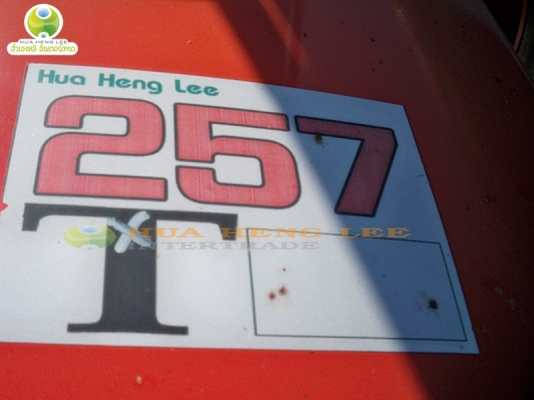 HUA HENG LEE
ฮั่วเฮงหลี อินเตอร์เทรด
Hua Heng Lee
257
T
x
HUA HENG LEE
INTERTRADE